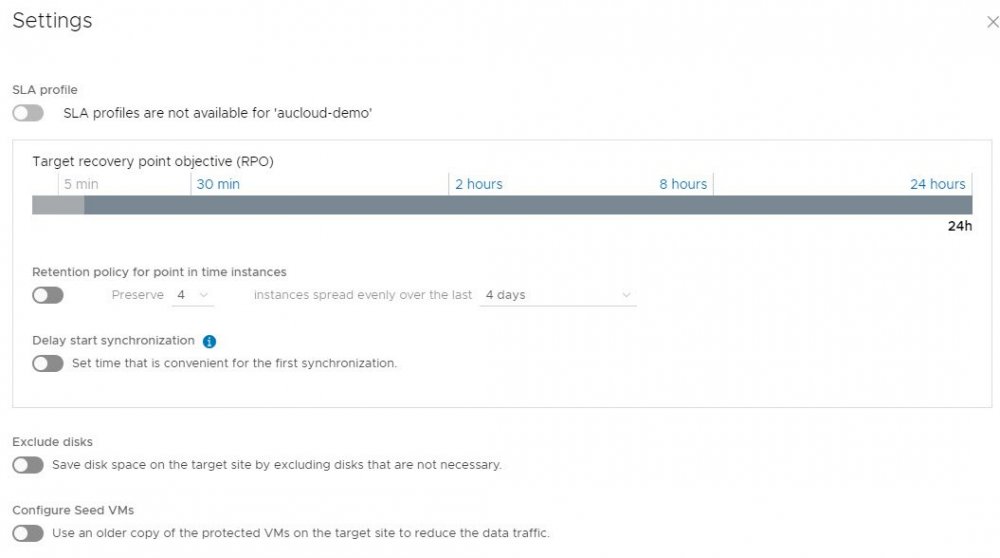 Settings
SLA profile
SLA profiles are not available for 'aucloud-demo'
Target recovery point objective (RPO)
5 min 30 min 2 hours 8 hours 24 hours
24h
Retention policy for point in time instances
Preserve 4 instances spread evenly over the last 4 days
Delay start synchronization
Set time that is convenient for the first synchronization.
Exclude disks
Save disk space on the target site by excluding disks that are not necessary.
Configure Seed VMs
Use an older copy of the protected VMs on the target site to reduce the data traffic.